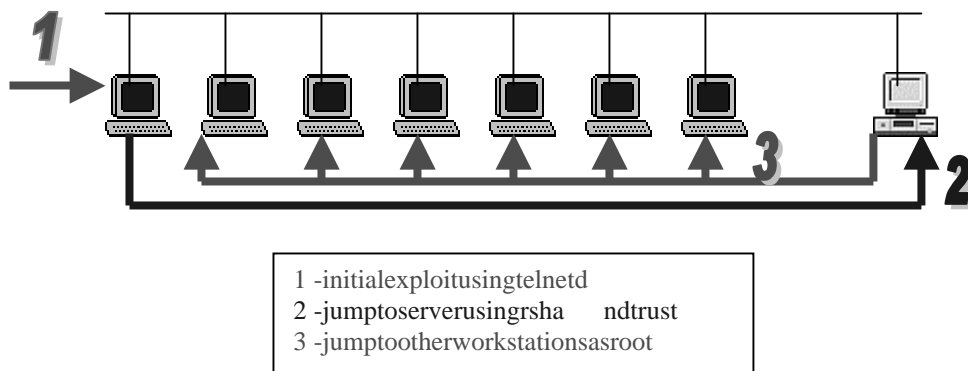 1
3
2
1 -initialexploitusingtelnetd
2 -jumptoserverusingrsha ndtrust
3 -jumptootherworkstationsasroot